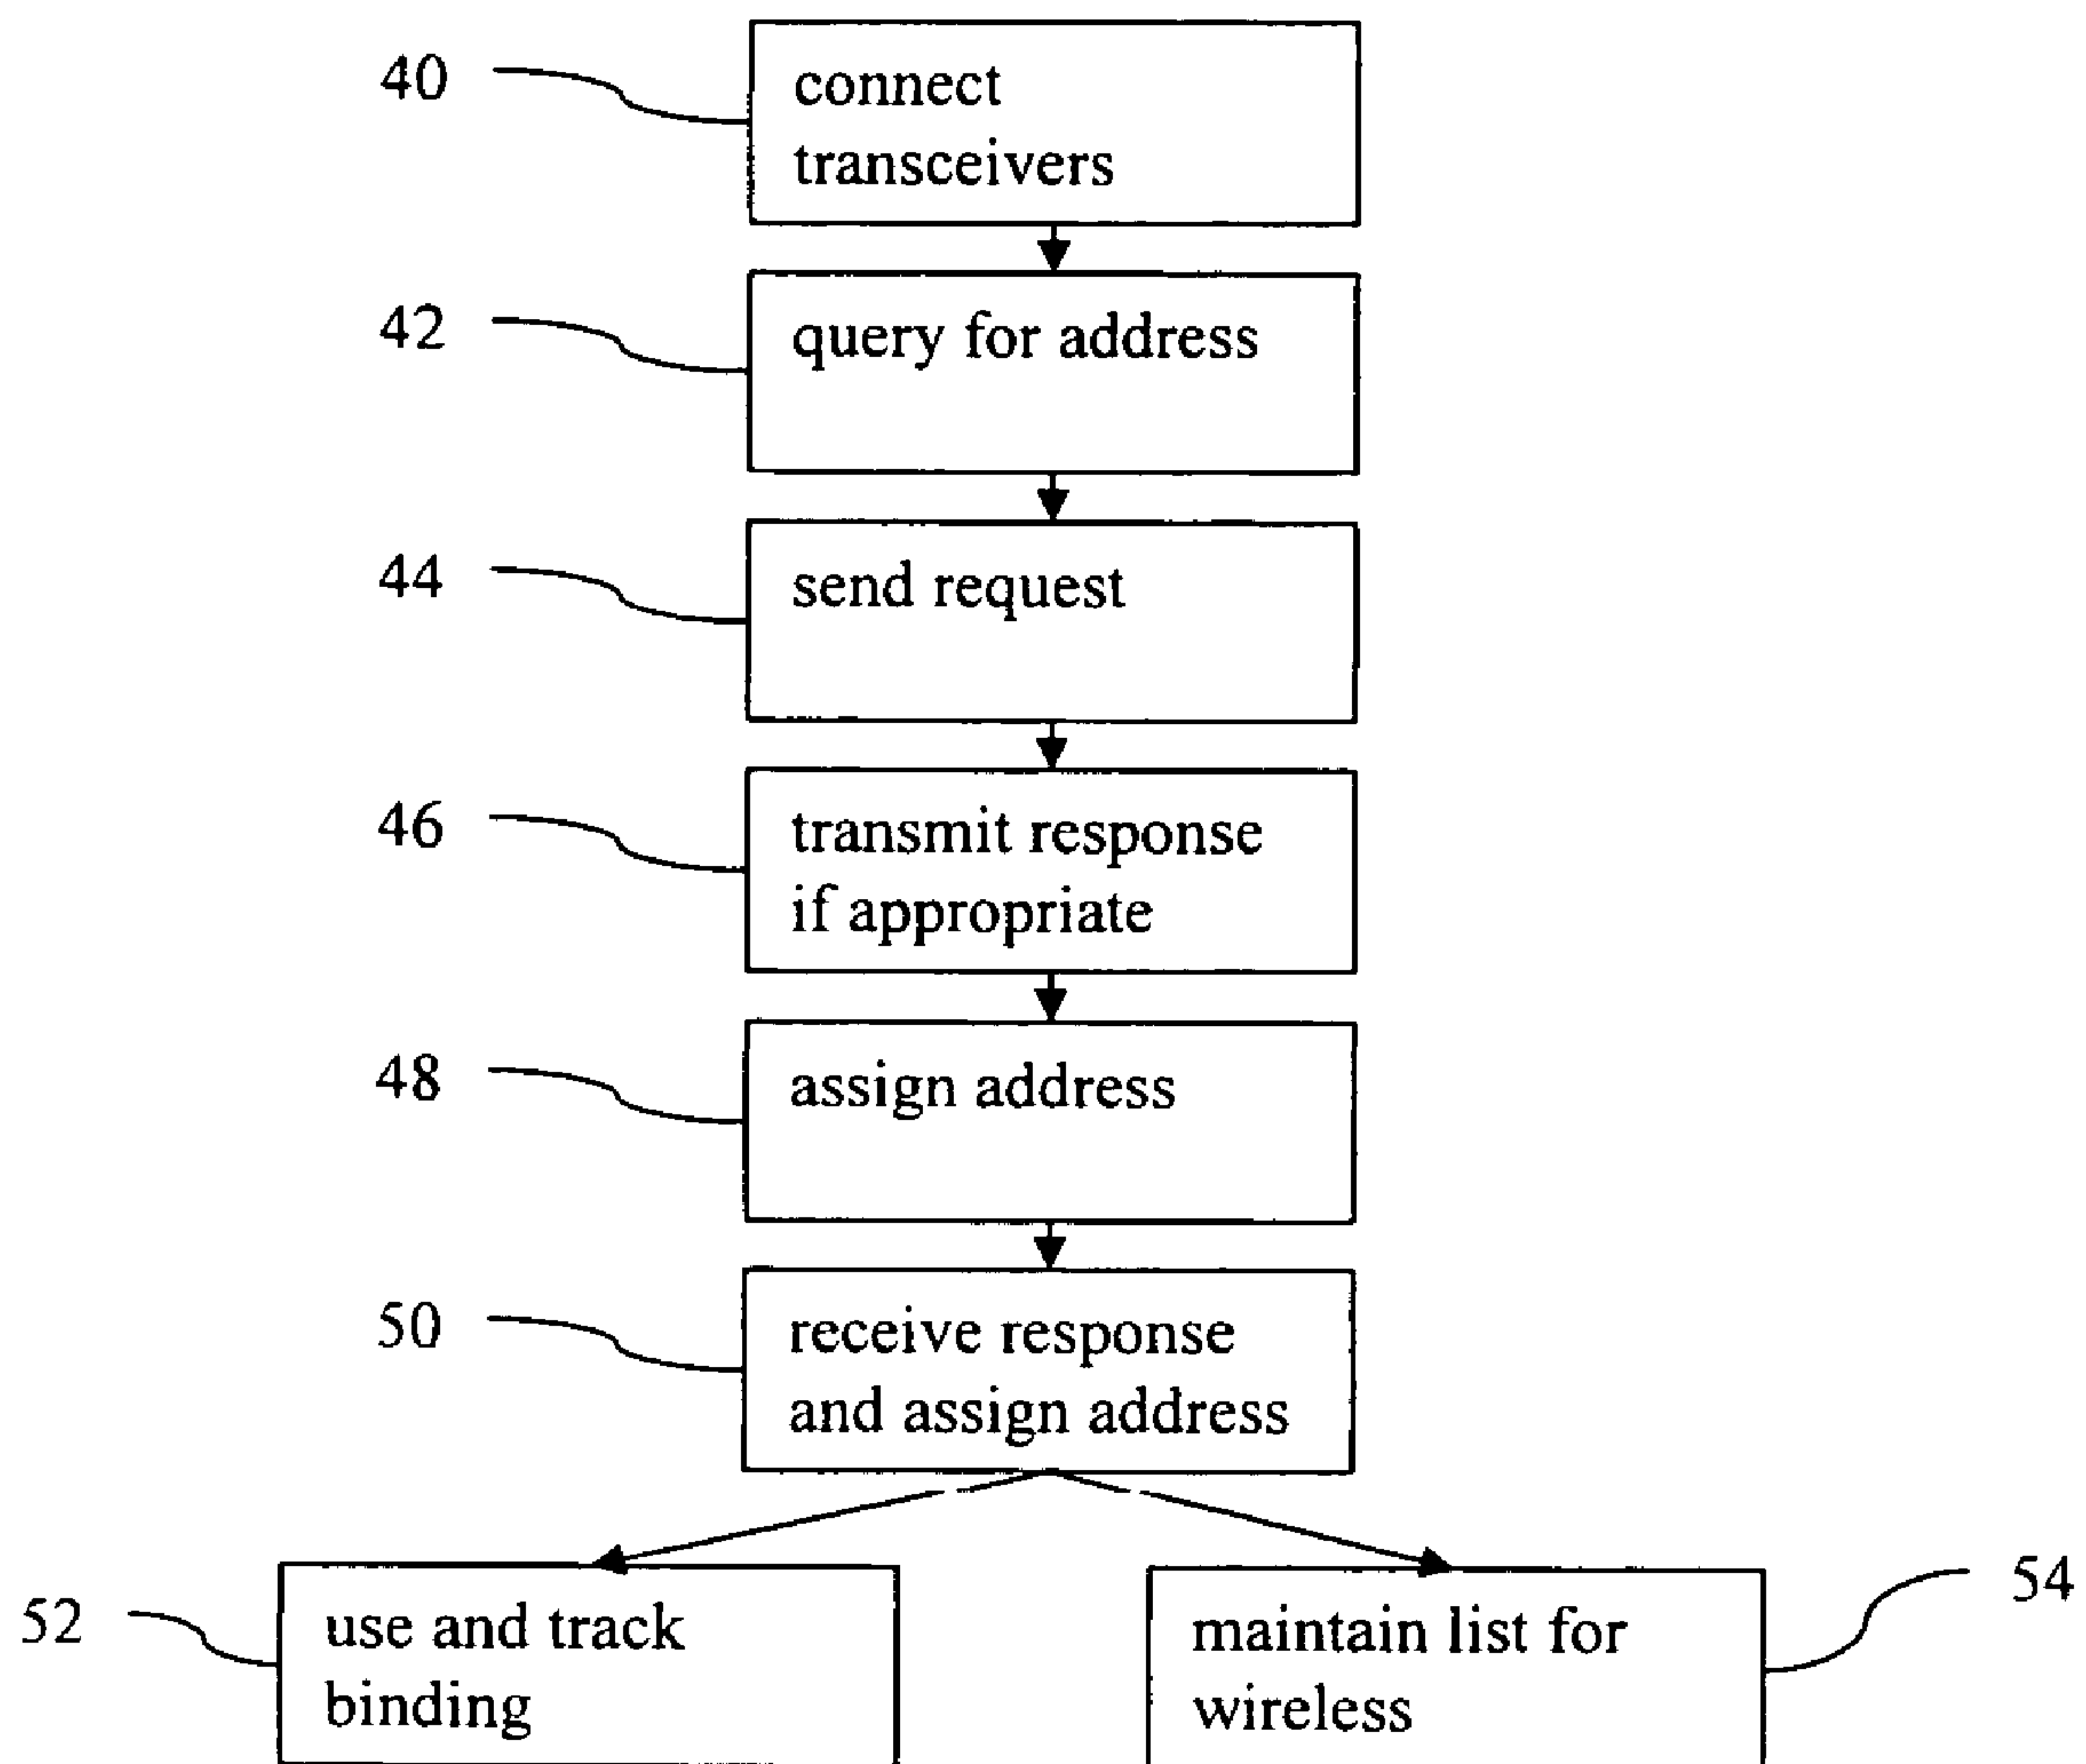 40
connect
transceivers
42
query for address
44
send request
46
transmit response
if appropriate
48
assign address
50
receive response
and assign address
52
use and track
binding
maintain list for
wireless
54